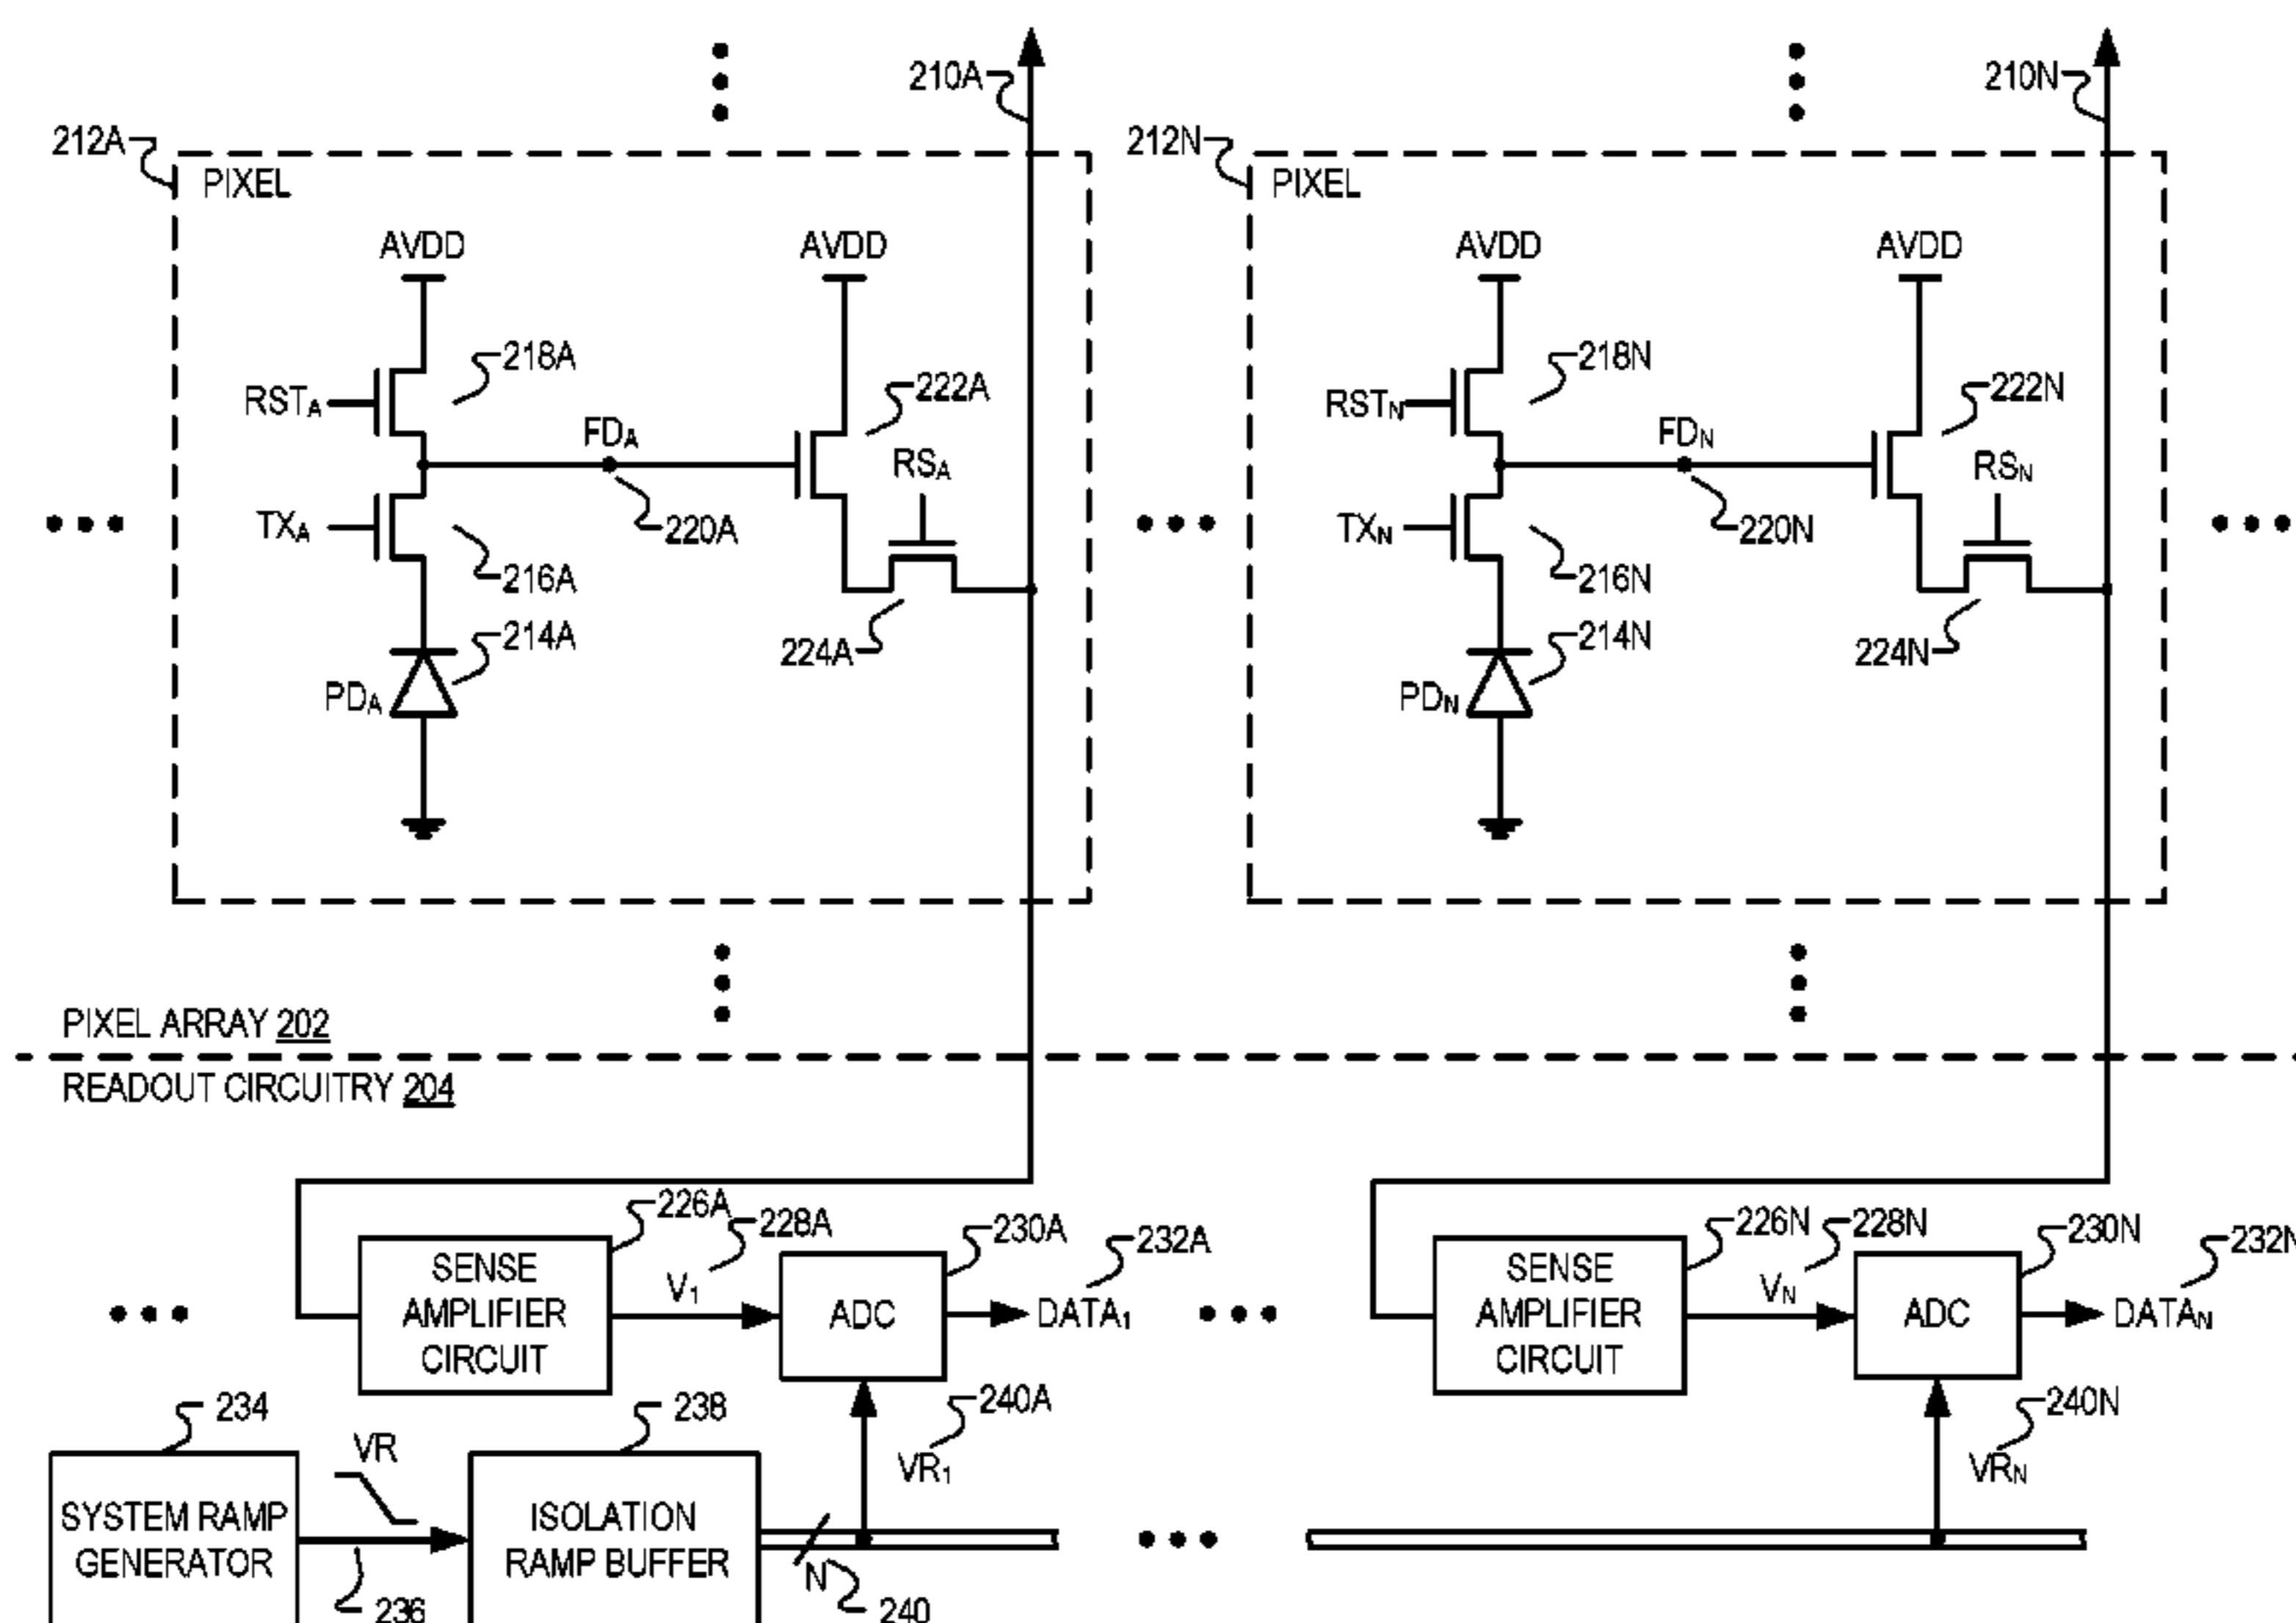 210A
210N
212A
PIXEL
212N
PIXEL
AVDD
AVDD
AVDD
AVDD
218A
222A
218N
222N
RSTA
FDA
RSA
RSTN
FDN
RSN
TXA
220A
TXN
220N
216A
216N
214A
224A
214N
224N
PDA
PDN
PIXEL ARRAY 202
READOUT CIRCUITRY 204
226A
228A
230A
232A
226N
228N
230N
232N
SENSE
AMPLIFIER
CIRCUIT
V1
ADC
DATA1
SENSE
AMPLIFIER
CIRCUIT
VN
ADC
DATAN
234
238
240A
240N
VR
VR1
VRN
SYSTEM RAMP
GENERATOR
ISOLATION
RAMP BUFFER
N
236
240